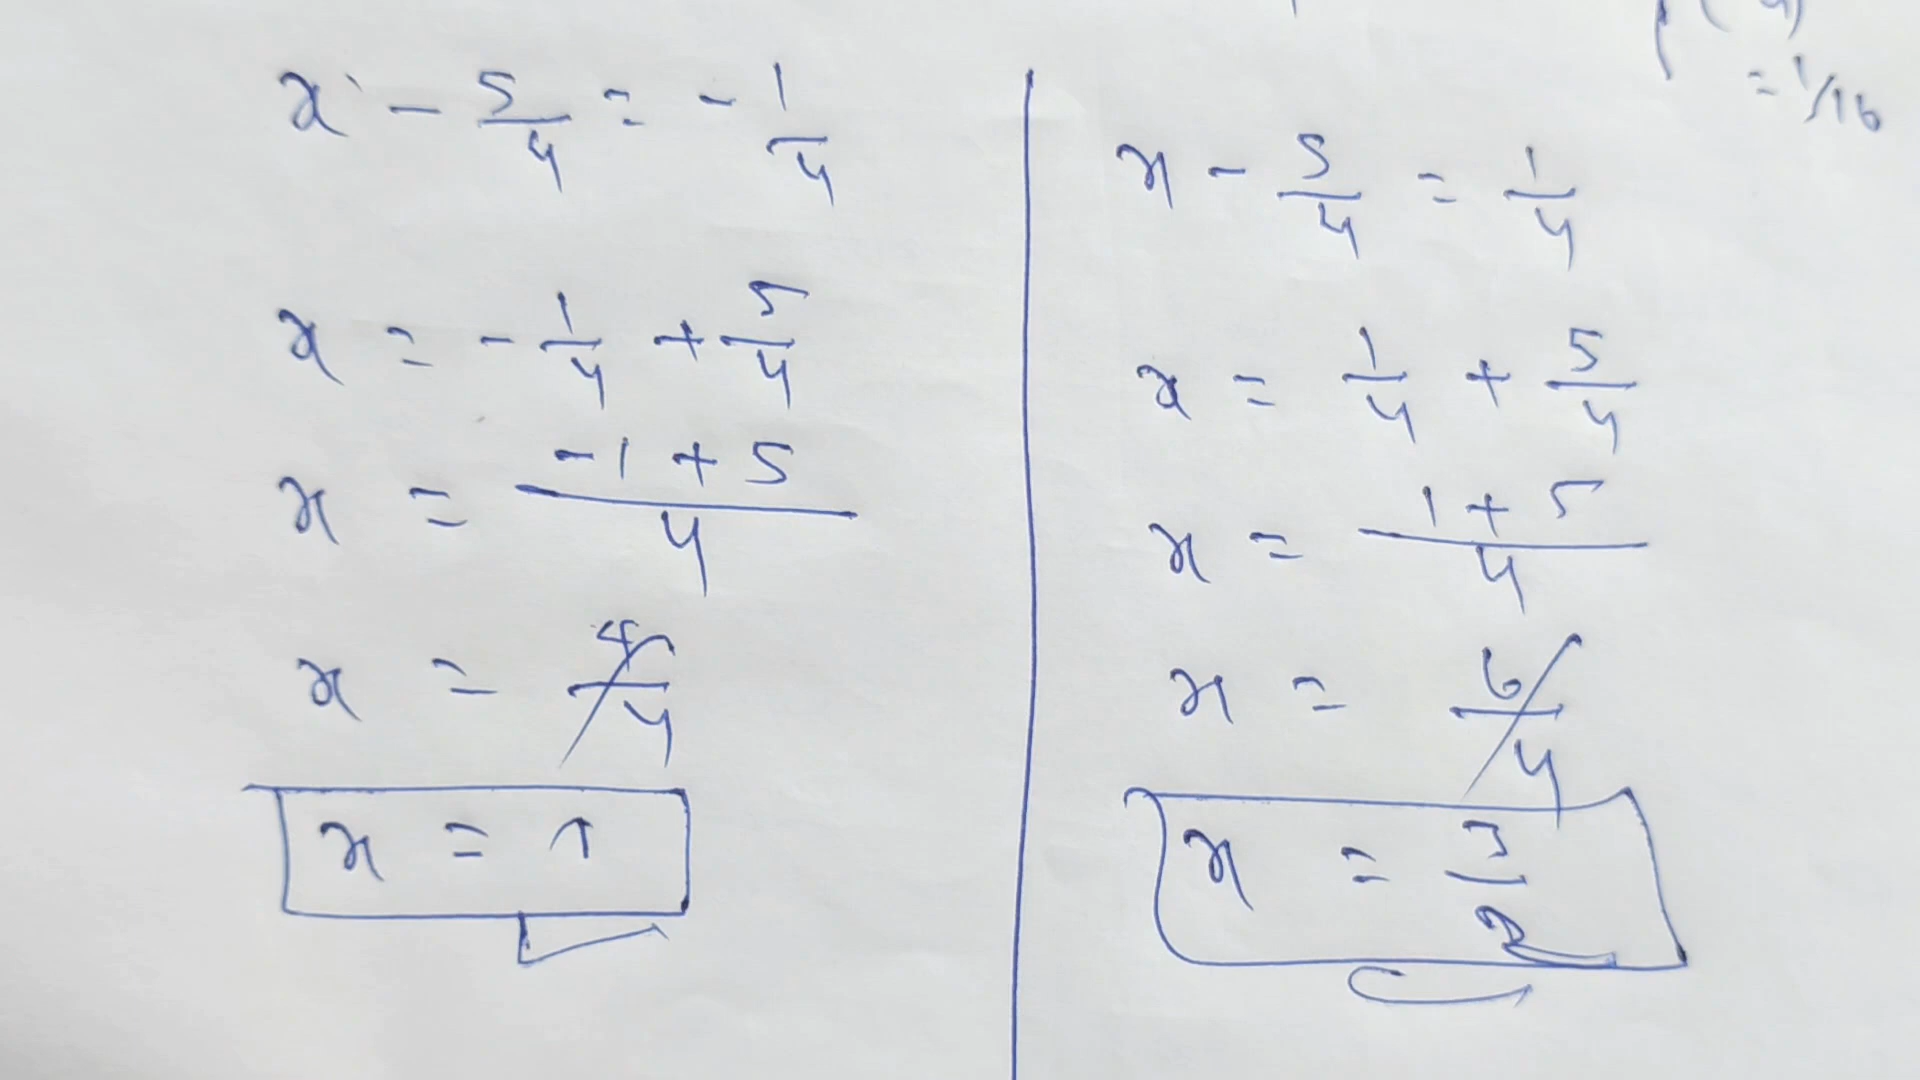 = 1/16
x - 5/4 = - 1/4
x = - 1/4 + 5/4
x = (-1 + 5)/4
x = 4/4
x = 1
x - 5/4 = 1/4
x = 1/4 + 5/4
x = (1 + 5)/4
x = 6/4
x = 3/2